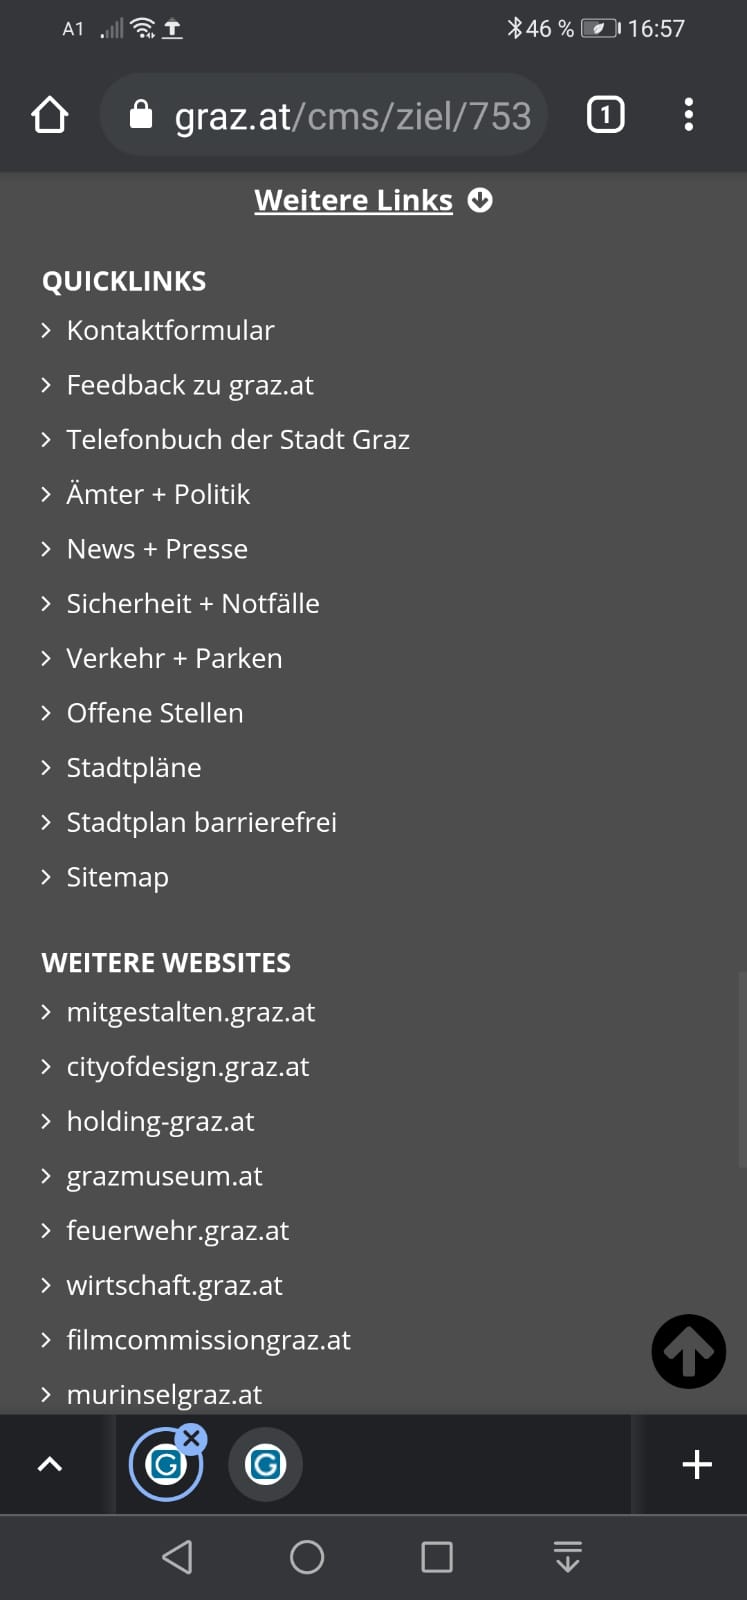 A1 46 % 16:57
graz.at/cms/ziel/753 1
Weitere Links
QUICKLINKS
Kontaktformular
Feedback zu graz.at
Telefonbuch der Stadt Graz
Ämter + Politik
News + Presse
Sicherheit + Notfälle
Verkehr + Parken
Offene Stellen
Stadtpläne
Stadtplan barrierefrei
Sitemap
WEITERE WEBSITES
mitgestalten.graz.at
cityofdesign.graz.at
holding-graz.at
grazmuseum.at
feuerwehr.graz.at
wirtschaft.graz.at
filmcommissiongraz.at
murinselgraz.at
G G